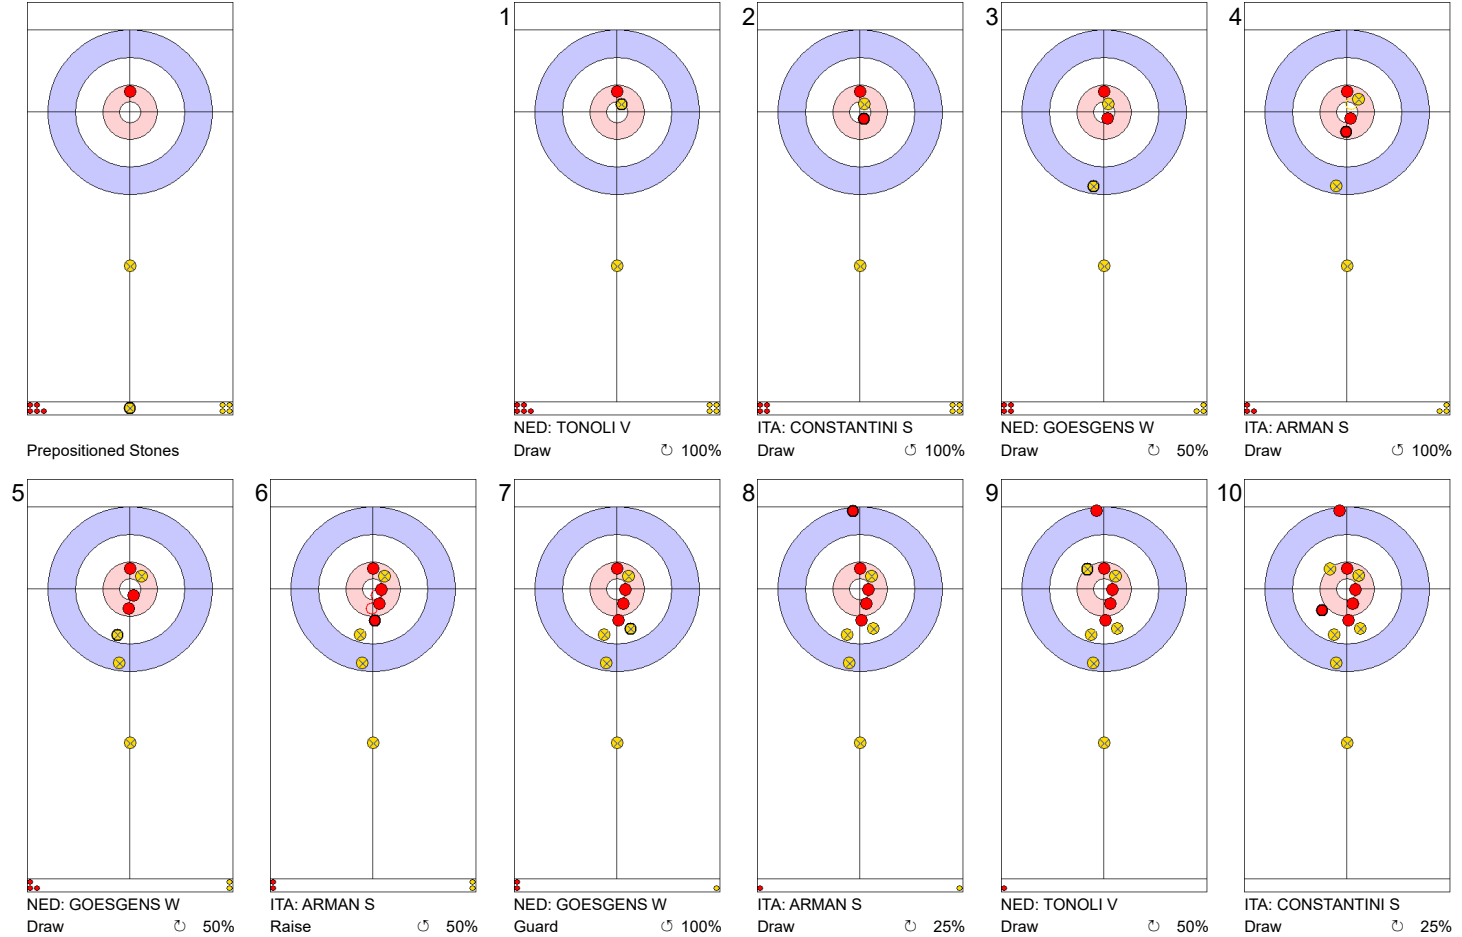 1 2 3 4
Prepositioned Stones
NED: TONOLI V
Draw ↻ 100%
ITA: CONSTANTINI S
Draw ↺ 100%
NED: GOESGENS W
Draw ↻ 50%
ITA: ARMAN S
Draw ↺ 100%
5 6 7 8 9 10
NED: GOESGENS W
Draw ↻ 50%
ITA: ARMAN S
Raise ↺ 50%
NED: GOESGENS W
Guard ↺ 100%
ITA: ARMAN S
Draw ↻ 25%
NED: TONOLI V
Draw ↻ 50%
ITA: CONSTANTINI S
Draw ↻ 25%